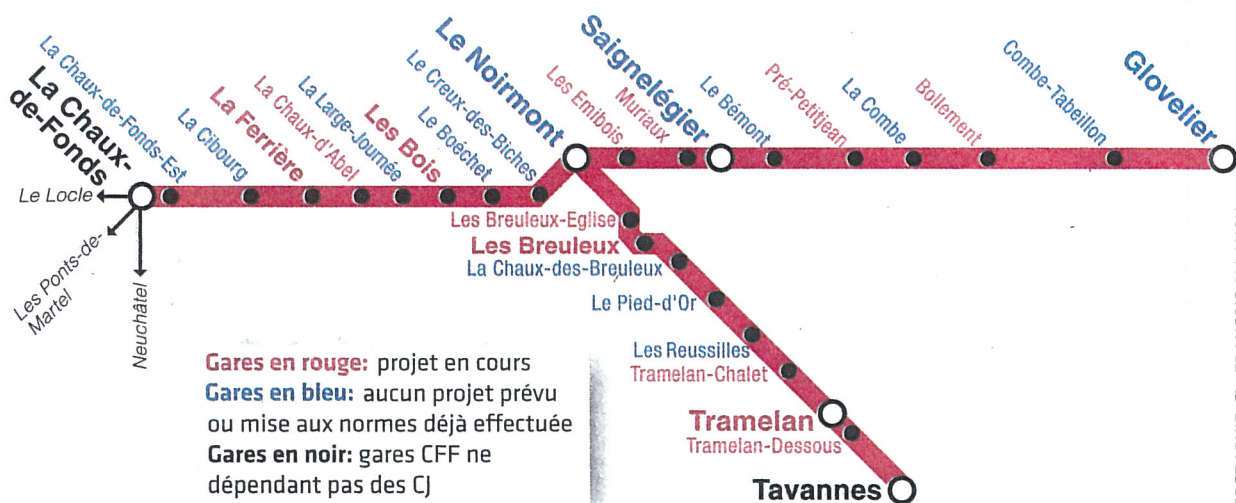 La Chaux-
de-Fonds
La Chaux-de-Fonds-Est
La Cibourg
La Ferrière
La Chaux-d'Abel
La Large-Journée
Les Bois
Le Boéchet
Le Creux-des-Biches
Le Noirmont
Les Emibois
Muriaux
Saignelégier
Le Bémont
Pré-Petitjean
La Combe
Bollement
Combe-Tabeillon
Glovelier
Le Locle
Les Ponts-de-
Martel
Neuchâtel
Les Breuleux-Eglise
Les Breuleux
La Chaux-des-Breuleux
Le Pied-d'Or
Les Reussilles
Tramelan-Chalet
Tramelan
Tramelan-Dessous
Tavannes
Gares en rouge: projet en cours
Gares en bleu: aucun projet prévu
ou mise aux normes déjà effectuée
Gares en noir: gares CFF ne
dépendant pas des CJ